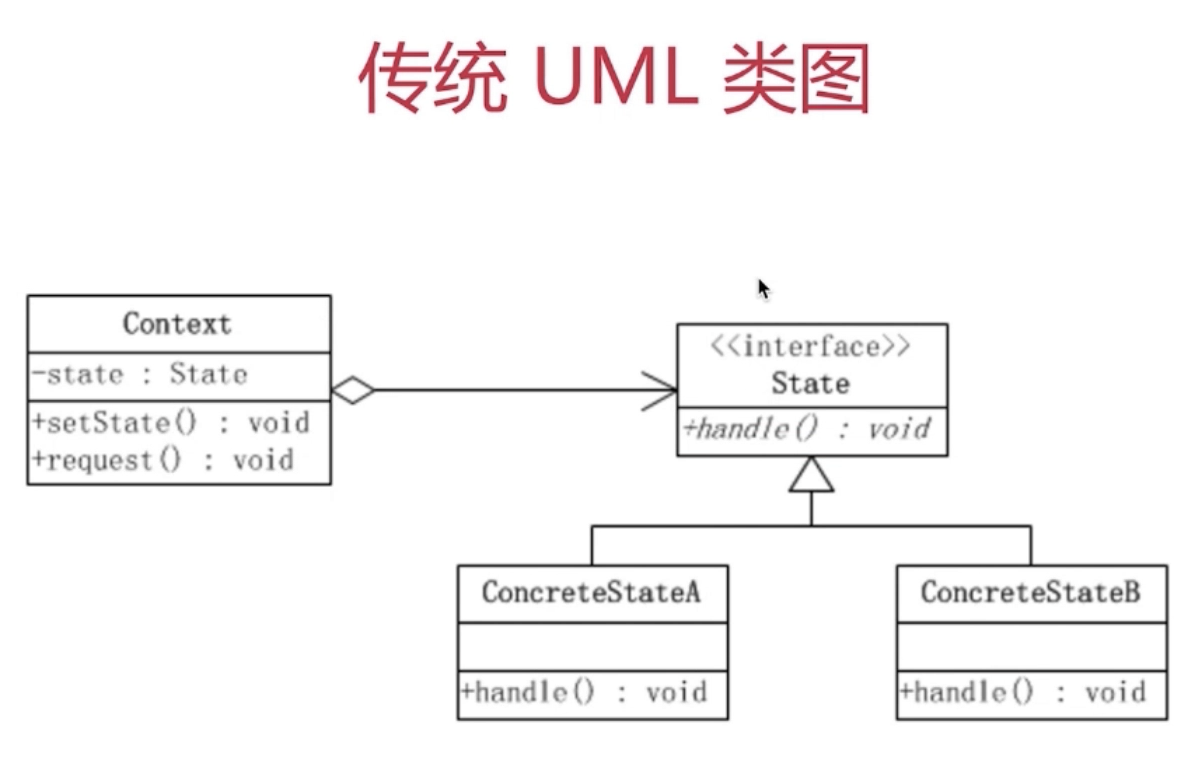 传统 UML 类图
Context
-state : State
+setState() : void
+request() : void
<<interface>>
State
+handle() : void
ConcreteStateA
+handle() : void
ConcreteStateB
+handle() : void